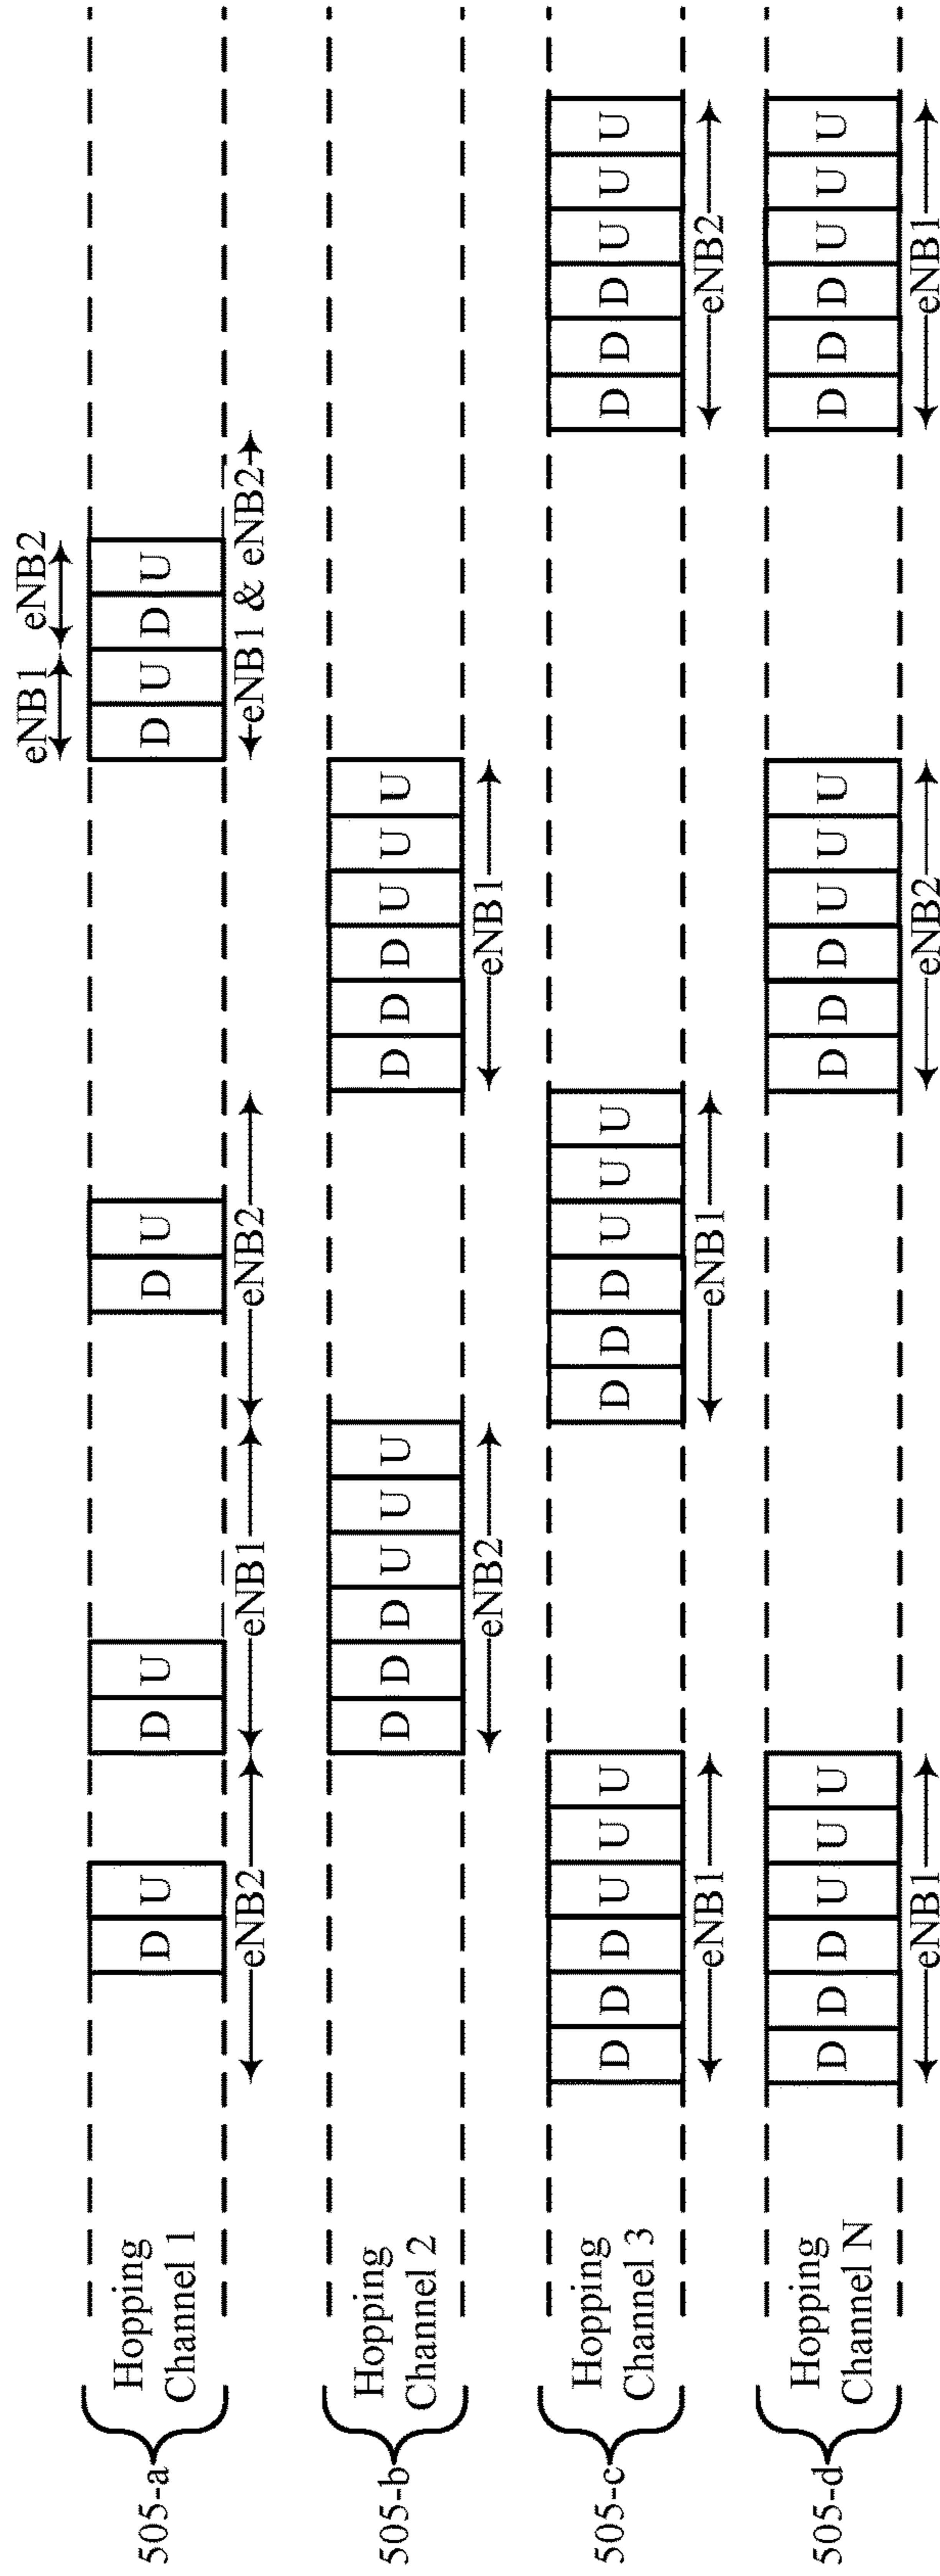 eNB1 eNB2
505-a
Hopping
Channel 1
D U D U D U D U D U
eNB2 eNB1 eNB2 eNB1 & eNB2
505-b
Hopping
Channel 2
D D D U U U D D D U U U
eNB2 eNB1
505-c
Hopping
Channel 3
D D D U U U D D D U U U D D D U U U
eNB1 eNB1 eNB2
505-d
Hopping
Channel N
D D D U U U D D D U U U D D D U U U
eNB1 eNB2 eNB1